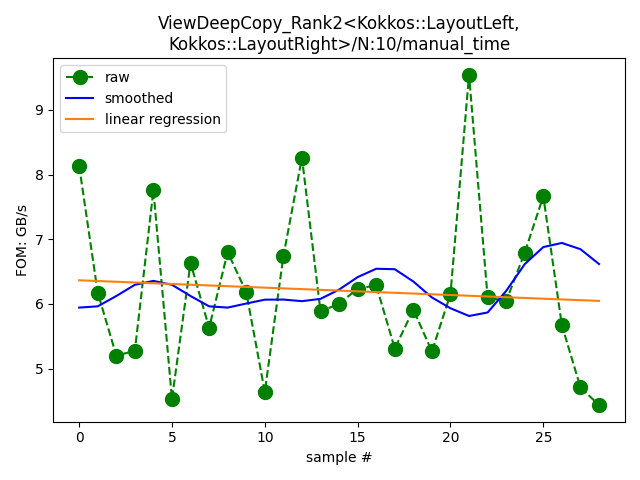 ViewDeepCopy_Rank2<Kokkos::LayoutLeft,
Kokkos::LayoutRight>/N:10/manual_time
raw
smoothed
linear regression
FOM: GB/s
9
8
7
6
5
0
5
10
15
20
25
sample #